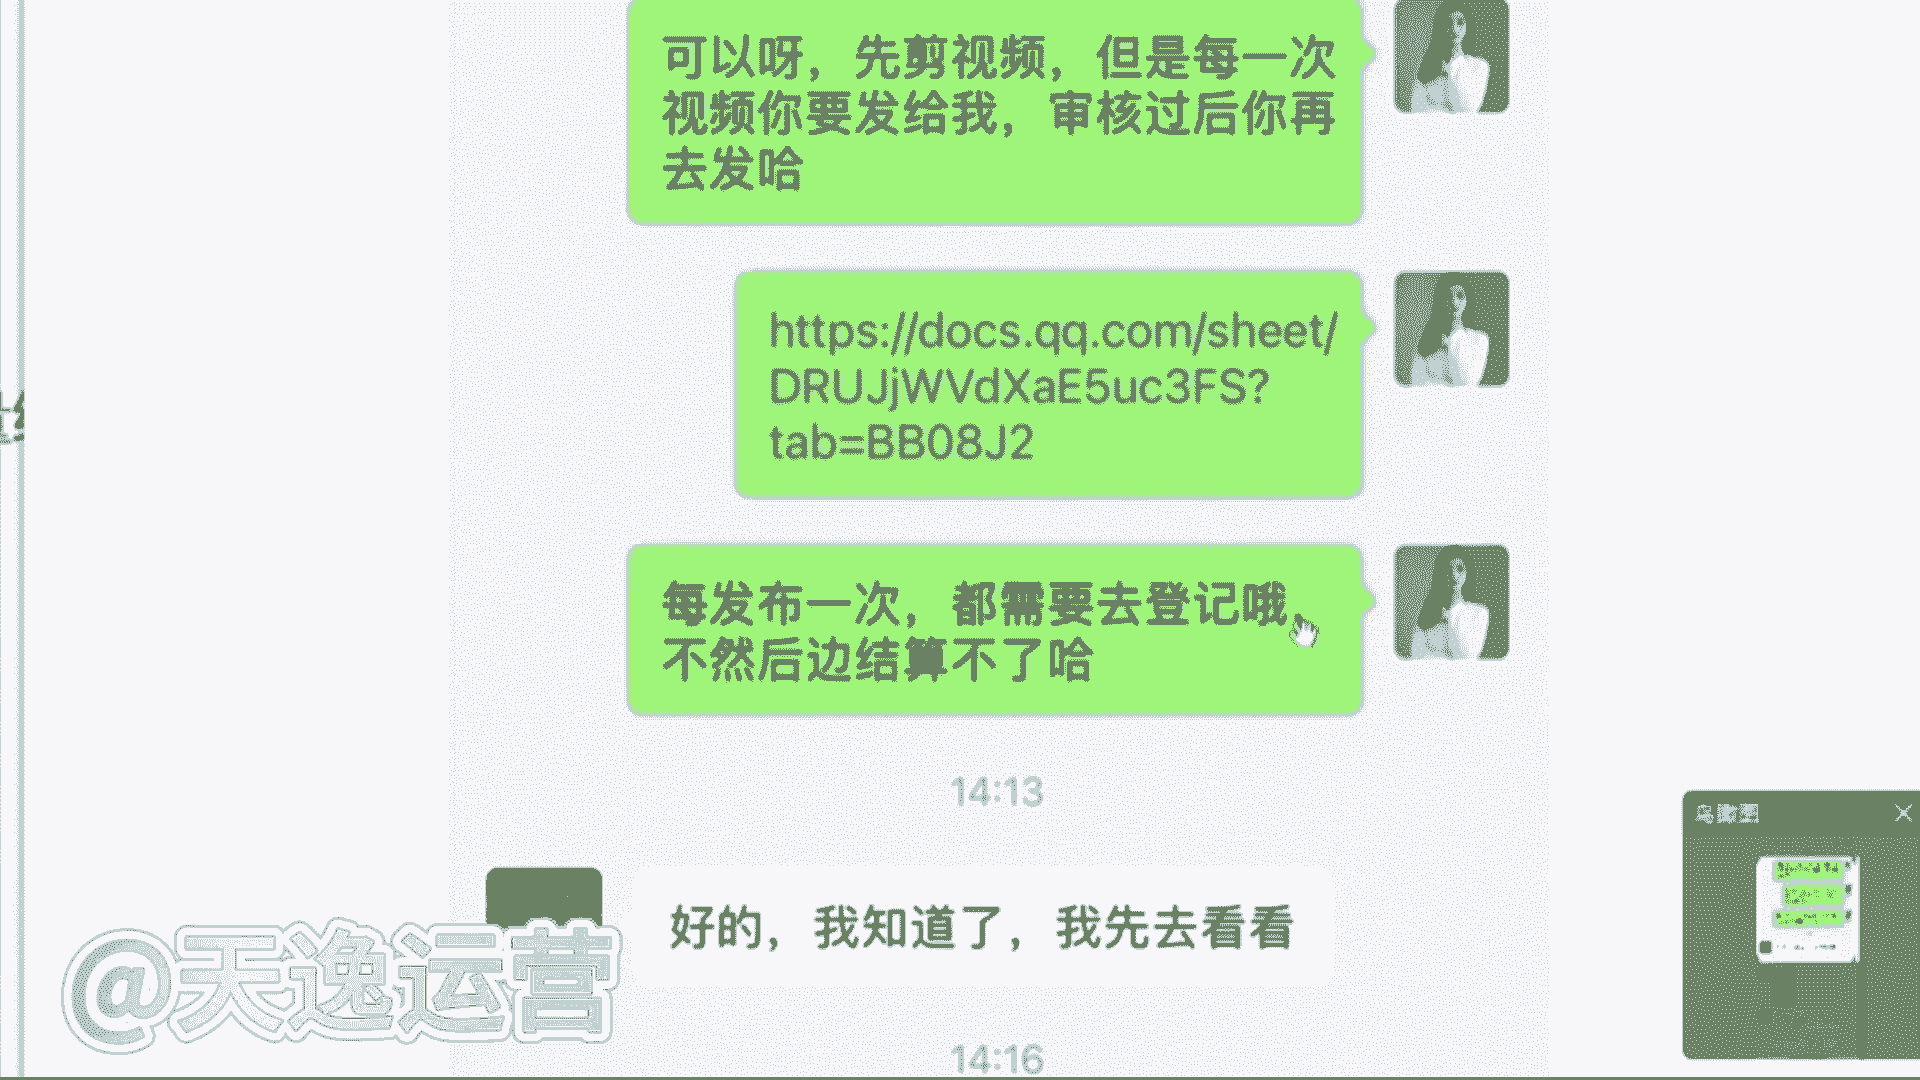 可以呀，先剪视频，但是每一次
视频你要发给我，审核过后你再
去发哈
https://docs.qq.com/sheet/
DRUJjWVdXaE5uc3FS?
tab=BB08J2
每发布一次，都需要去登记哦，
不然后边结算不了哈
14:13
好的，我知道了，我先去看看
@天逸运营
14:16